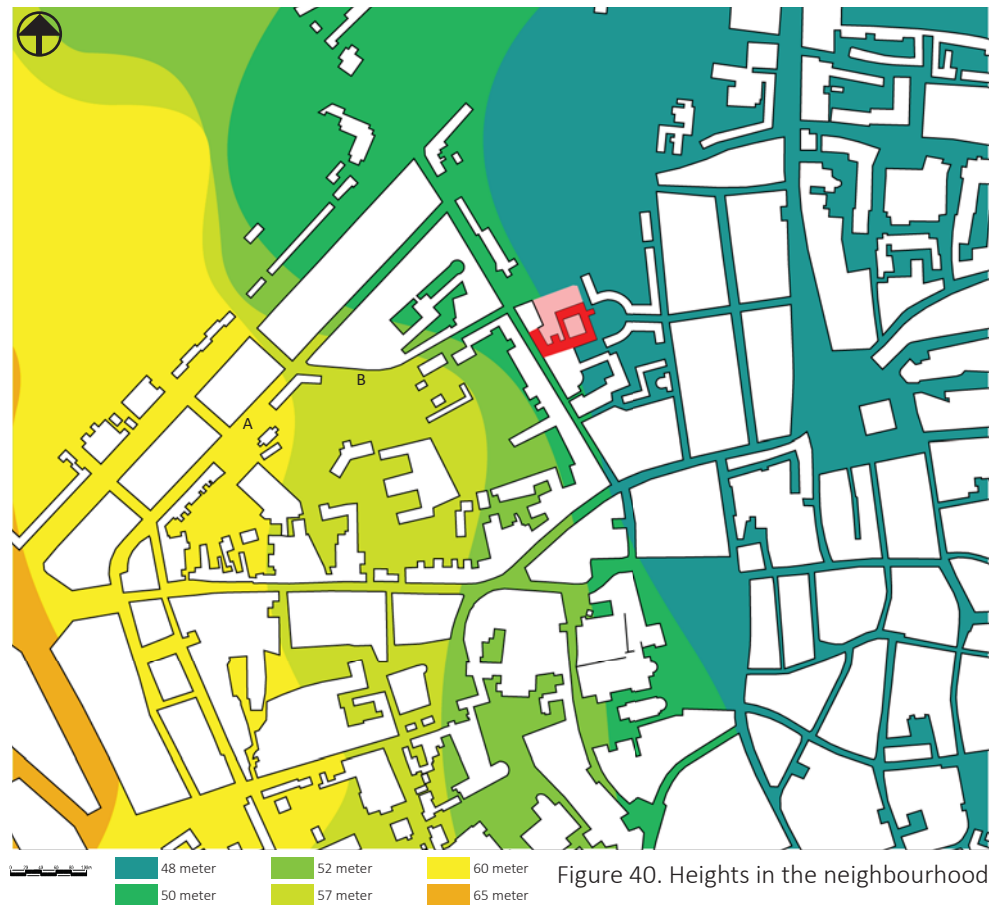 B
A
48 meter
52 meter
60 meter
50 meter
57 meter
65 meter
Figure 40. Heights in the neighbourhood